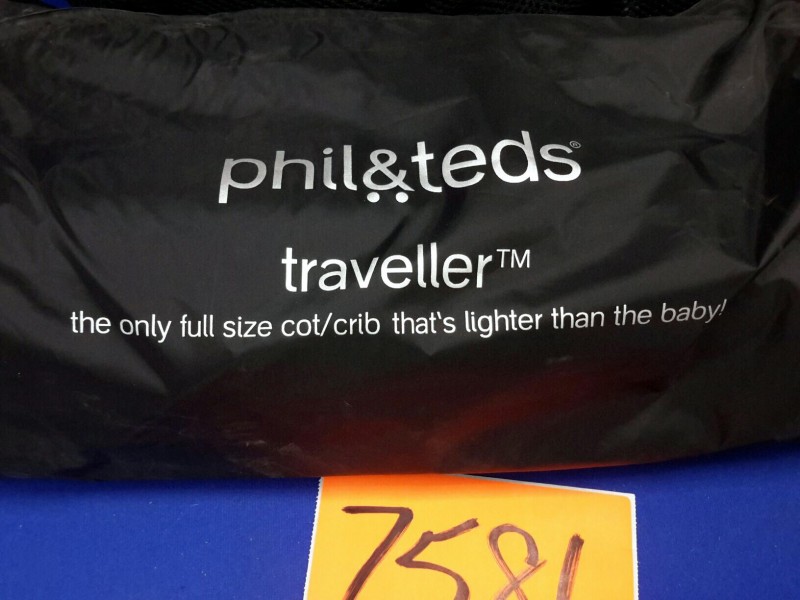 phil&teds®
traveller™
the only full size cot/crib that's lighter than the baby!
7581